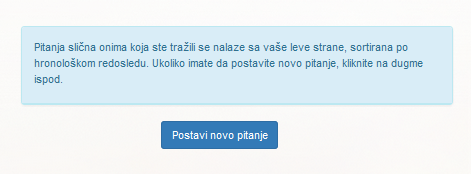 Pitanja slična onima koja ste tražili se nalaze sa vaše leve strane, sortirana po
hronološkom redosledu. Ukoliko imate da postavite novo pitanje, kliknite na dugme
ispod.
Postavi novo pitanje